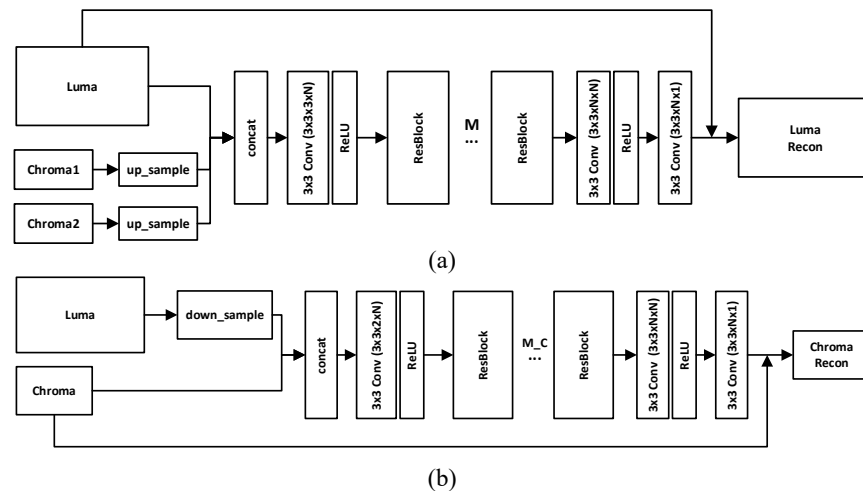 Luma
Chroma1
up_sample
Chroma2
up_sample
concat
3x3 Conv (3x3x3xN)
ReLU
ResBlock
M
...
ResBlock
3x3 Conv (3x3xNxN)
ReLU
3x3 Conv (3x3xNx1)
Luma
Recon
(a)
Luma
down_sample
Chroma
concat
3x3 Conv (3x3x2xN)
ReLU
ResBlock
M_C
...
ResBlock
3x3 Conv (3x3xNxN)
ReLU
3x3 Conv (3x3xNx1)
Chroma
Recon
(b)